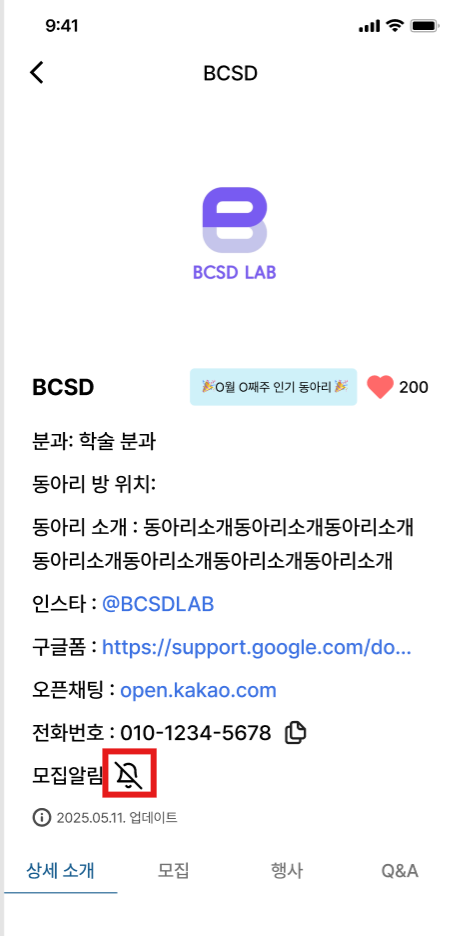 9:41
BCSD
BCSD LAB
BCSD
🎉O월 O째주 인기 동아리🎉
200
분과: 학술 분과
동아리 방 위치:
동아리 소개 : 동아리소개동아리소개동아리소개
동아리소개동아리소개동아리소개동아리소개
인스타 : @BCSDLAB
구글폼 : https://support.google.com/do...
오픈채팅 : open.kakao.com
전화번호 : 010-1234-5678
모집알림
2025.05.11. 업데이트
상세 소개
모집
행사
Q&A